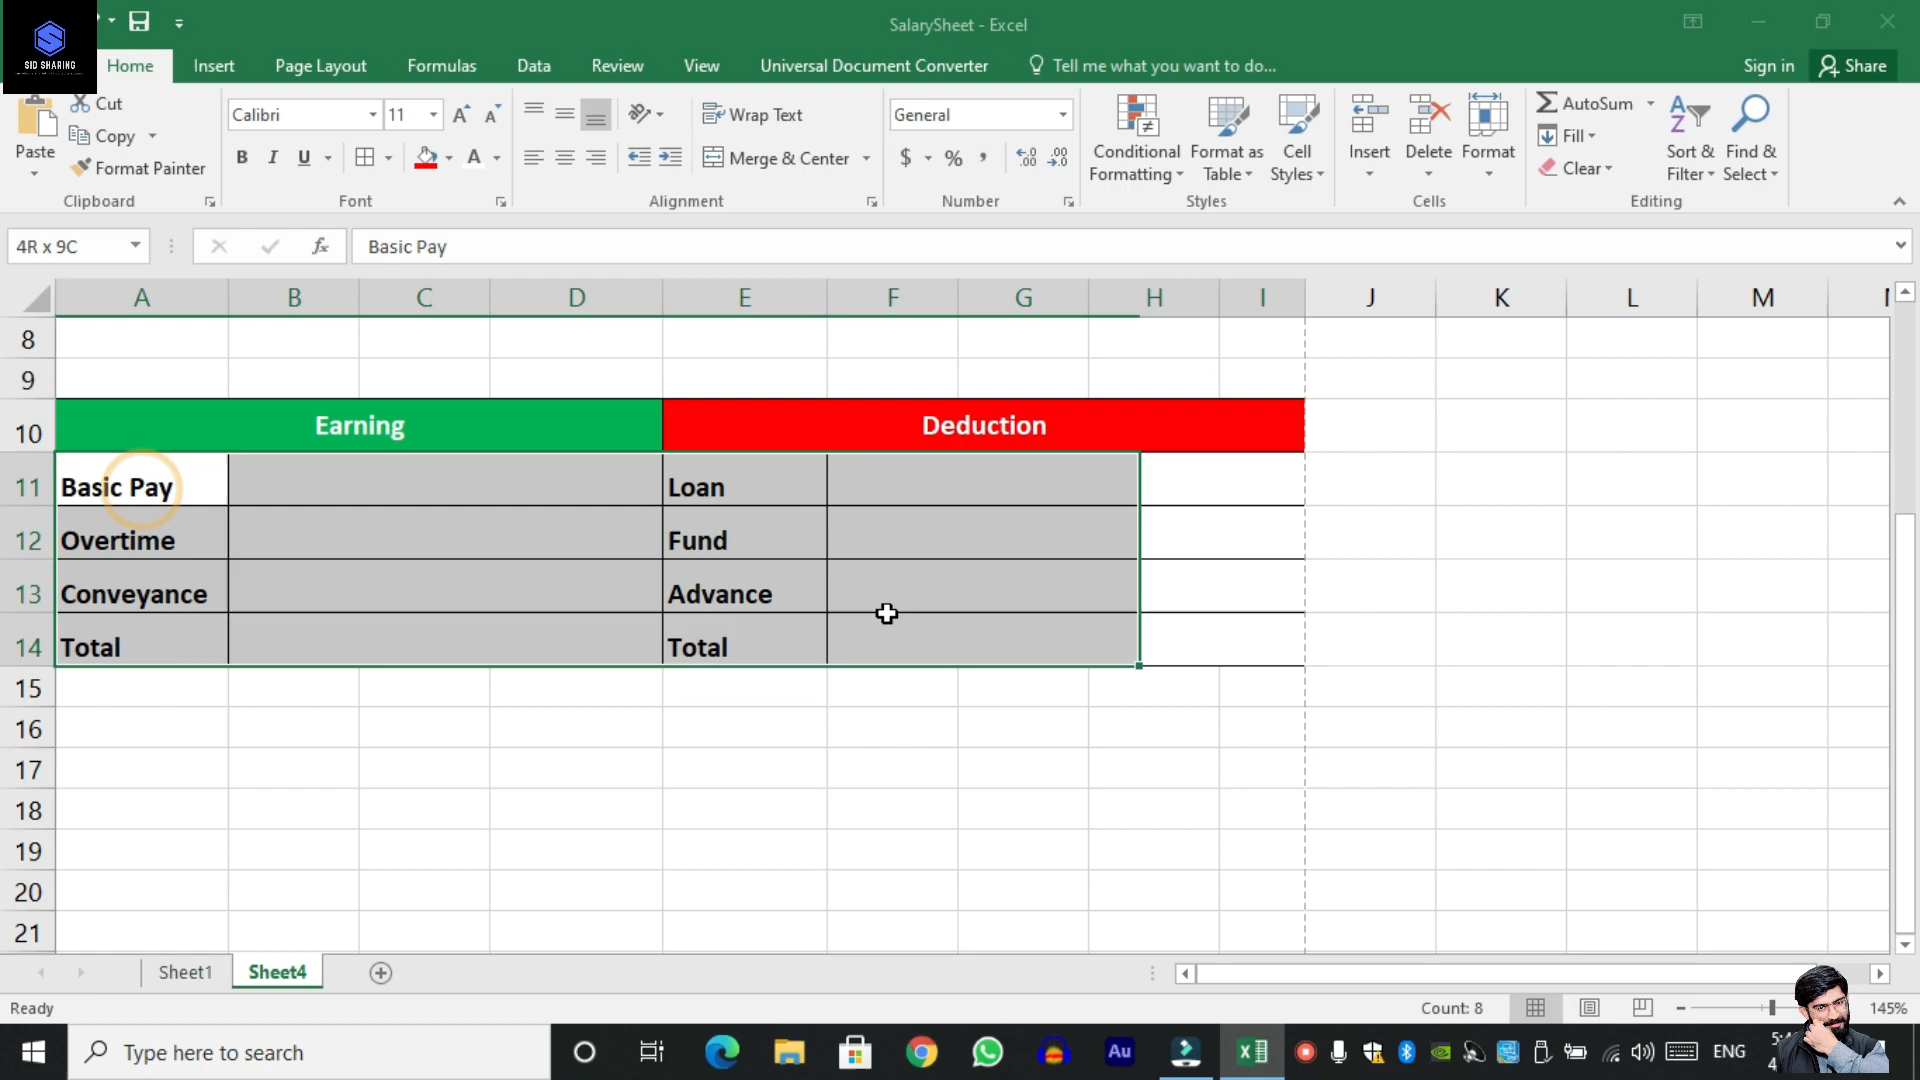 SalarySheet - Excel
SID SHARING
Home Insert Page Layout Formulas Data Review View Universal Document Converter Tell me what you want to do... Sign in Share
Paste
Cut
Copy
Format Painter
Clipboard
Calibri 11
B I U
Font
Wrap Text
Merge & Center
Alignment
General
$ % ,
Number
Conditional Formatting
Format as Table
Cell Styles
Styles
Insert Delete Format
Cells
AutoSum
Fill
Clear
Sort & Filter
Find & Select
Editing
4R x 9C fx Basic Pay
A B C D E F G H I J K L M
8
9
10 Earning Deduction
11 Basic Pay Loan
12 Overtime Fund
13 Conveyance Advance
14 Total Total
15
16
17
18
19
20
21
Sheet1 Sheet4
Ready Count: 8 145%
Type here to search Au ENG